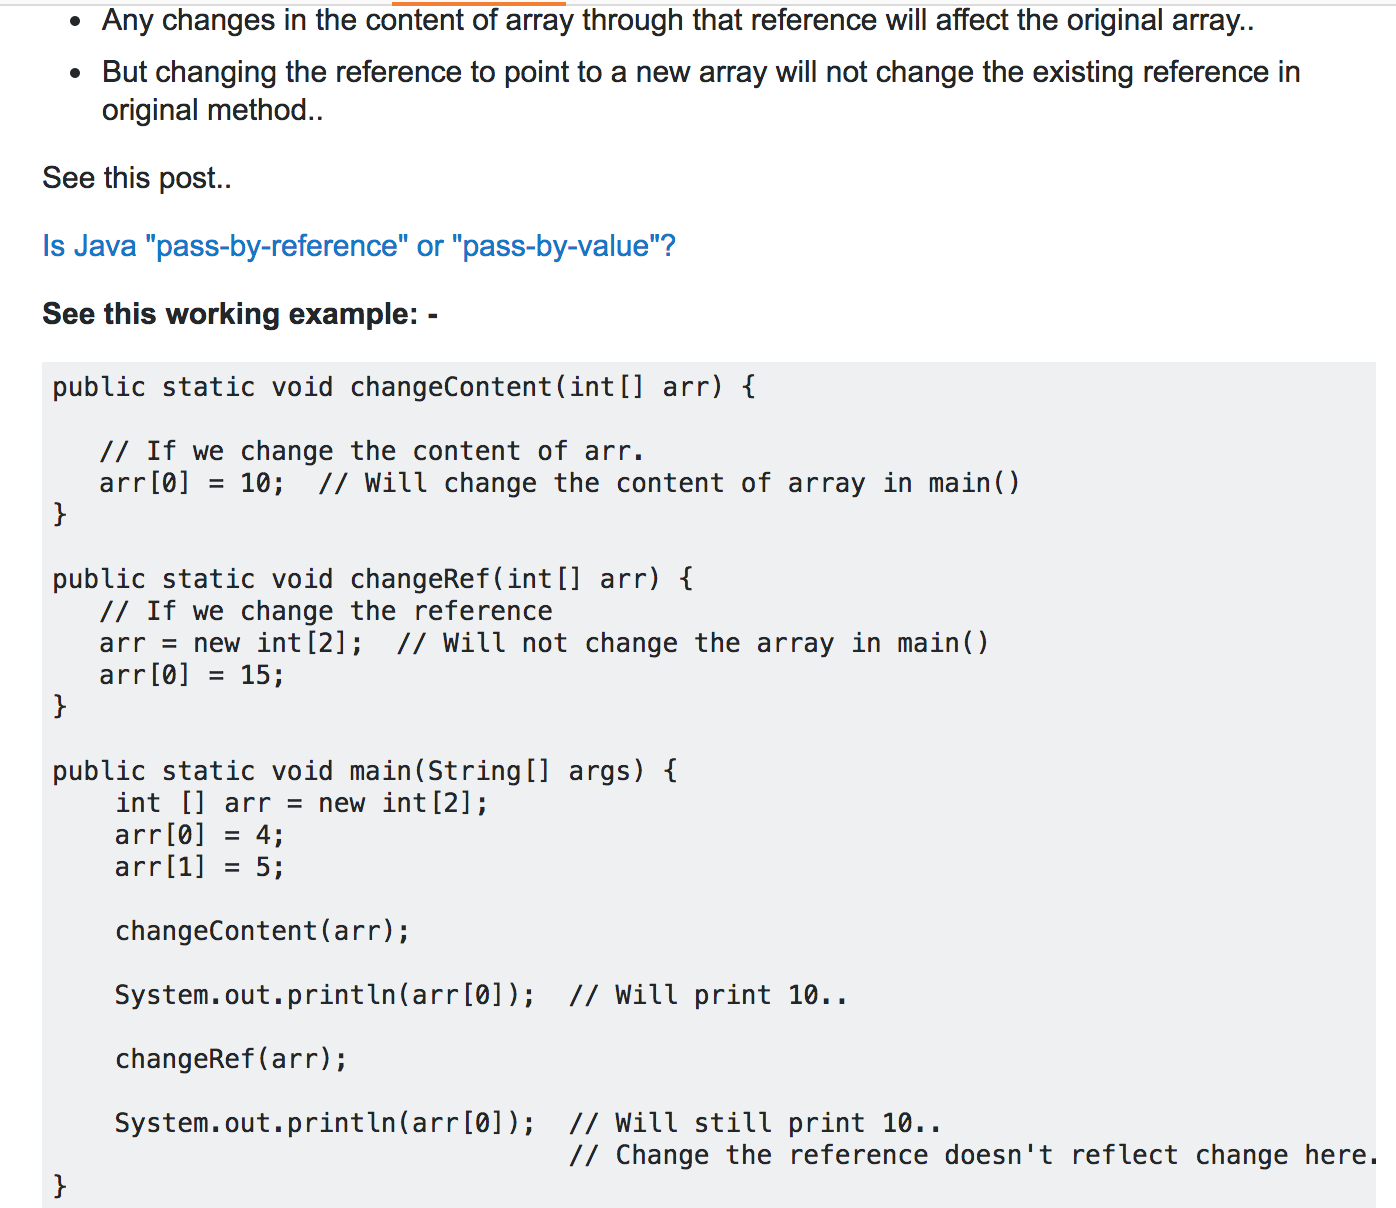 • Any changes in the content of array through that reference will affect the original array..
• But changing the reference to point to a new array will not change the existing reference in
original method..
See this post..
Is Java "pass-by-reference" or "pass-by-value"?
See this working example: -
public static void changeContent(int[] arr) {
   // If we change the content of arr.
   arr[0] = 10;  // Will change the content of array in main()
}
public static void changeRef(int[] arr) {
   // If we change the reference
   arr = new int[2];  // Will not change the array in main()
   arr[0] = 15;
}
public static void main(String[] args) {
    int [] arr = new int[2];
    arr[0] = 4;
    arr[1] = 5;
    changeContent(arr);
    System.out.println(arr[0]);  // Will print 10..
    changeRef(arr);
    System.out.println(arr[0]);  // Will still print 10..
                                 // Change the reference doesn't reflect change here.
}